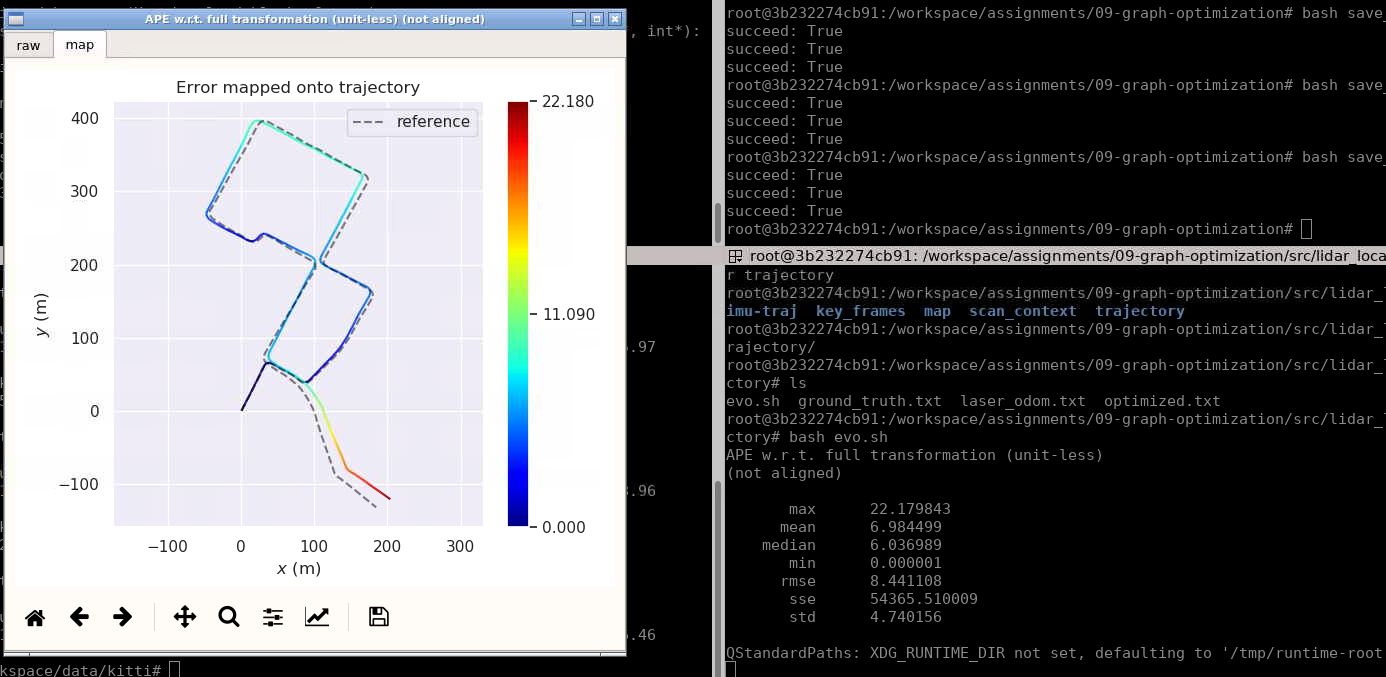 APE w.r.t. full transformation (unit-less) (not aligned)
raw map
Error mapped onto trajectory
reference
400
300
200
100
0
−100
y (m)
−100 0 100 200 300
x (m)
22.180
11.090
0.000
, int*):
.97
.96
.46
kspace/data/kitti#
root@3b232274cb91:/workspace/assignments/09-graph-optimization# bash save_
succeed: True
succeed: True
succeed: True
root@3b232274cb91:/workspace/assignments/09-graph-optimization# bash save_
succeed: True
succeed: True
succeed: True
root@3b232274cb91:/workspace/assignments/09-graph-optimization# bash save_
succeed: True
succeed: True
succeed: True
root@3b232274cb91:/workspace/assignments/09-graph-optimization#
root@3b232274cb91: /workspace/assignments/09-graph-optimization/src/lidar_loca
r trajectory
root@3b232274cb91:/workspace/assignments/09-graph-optimization/src/lidar_l
imu-traj key_frames map scan_context trajectory
root@3b232274cb91:/workspace/assignments/09-graph-optimization/src/lidar_l
rajectory/
root@3b232274cb91:/workspace/assignments/09-graph-optimization/src/lidar_l
ctory# ls
evo.sh ground_truth.txt laser_odom.txt optimized.txt
root@3b232274cb91:/workspace/assignments/09-graph-optimization/src/lidar_l
ctory# bash evo.sh
APE w.r.t. full transformation (unit-less)
(not aligned)
max 22.179843
mean 6.984499
median 6.036989
min 0.000001
rmse 8.441108
sse 54365.510009
std 4.740156
QStandardPaths: XDG_RUNTIME_DIR not set, defaulting to '/tmp/runtime-root